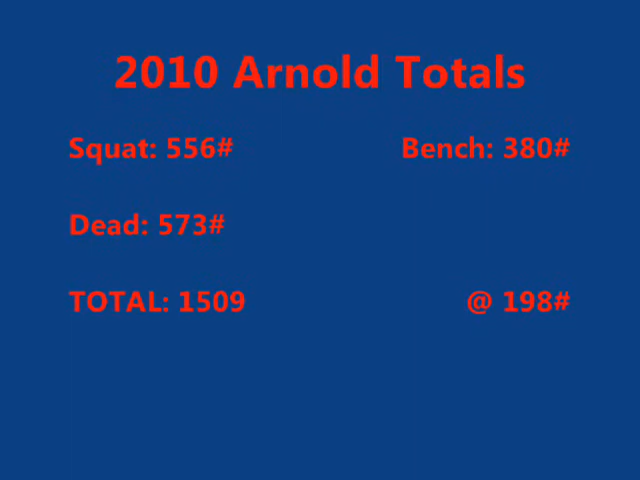 2010 Arnold Totals
Squat: 556# Bench: 380#
Dead: 573#
TOTAL: 1509 @ 198#